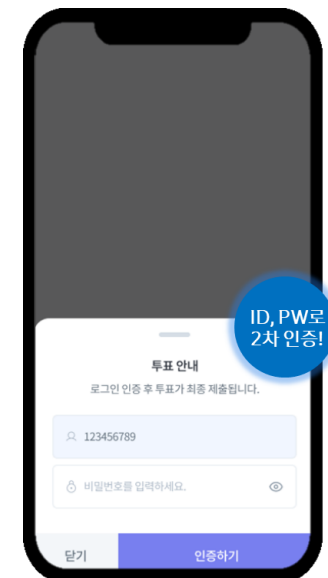 ID, PW로
2차 인증!
투표 안내
로그인 인증 후 투표가 최종 제출됩니다.
123456789
비밀번호를 입력하세요.
닫기
인증하기